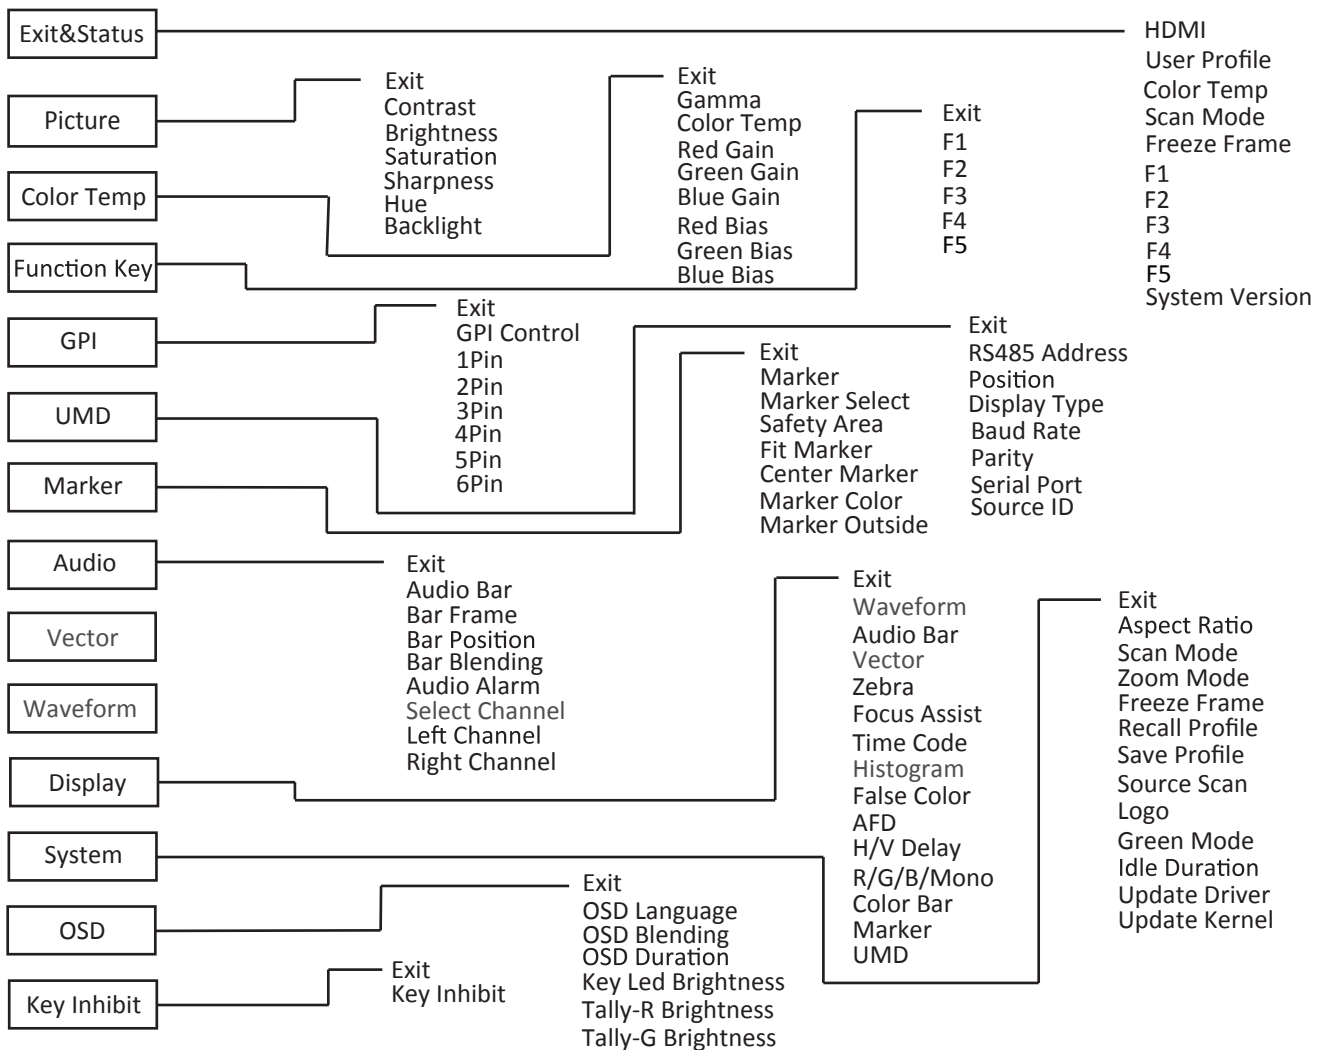 Exit&Status
HDMI
User Profile
Color Temp
Scan Mode
Freeze Frame
F1
F2
F3
F4
F5
System Version
Picture
Exit
Contrast
Brightness
Saturation
Sharpness
Hue
Backlight
Color Temp
Exit
Gamma
Color Temp
Red Gain
Green Gain
Blue Gain
Red Bias
Green Bias
Blue Bias
Function Key
Exit
F1
F2
F3
F4
F5
GPI
Exit
GPI Control
1Pin
2Pin
3Pin
4Pin
5Pin
6Pin
UMD
Exit
RS485 Address
Position
Display Type
Baud Rate
Parity
Serial Port
Source ID
Marker
Exit
Marker
Marker Select
Safety Area
Fit Marker
Center Marker
Marker Color
Marker Outside
Audio
Exit
Audio Bar
Bar Frame
Bar Position
Bar Blending
Audio Alarm
Select Channel
Left Channel
Right Channel
Vector
Waveform
Display
Exit
Waveform
Audio Bar
Vector
Zebra
Focus Assist
Time Code
Histogram
False Color
AFD
H/V Delay
R/G/B/Mono
Color Bar
Marker
UMD
System
Exit
Aspect Ratio
Scan Mode
Zoom Mode
Freeze Frame
Recall Profile
Save Profile
Source Scan
Logo
Green Mode
Idle Duration
Update Driver
Update Kernel
OSD
Exit
OSD Language
OSD Blending
OSD Duration
Key Led Brightness
Tally-R Brightness
Tally-G Brightness
Key Inhibit
Exit
Key Inhibit